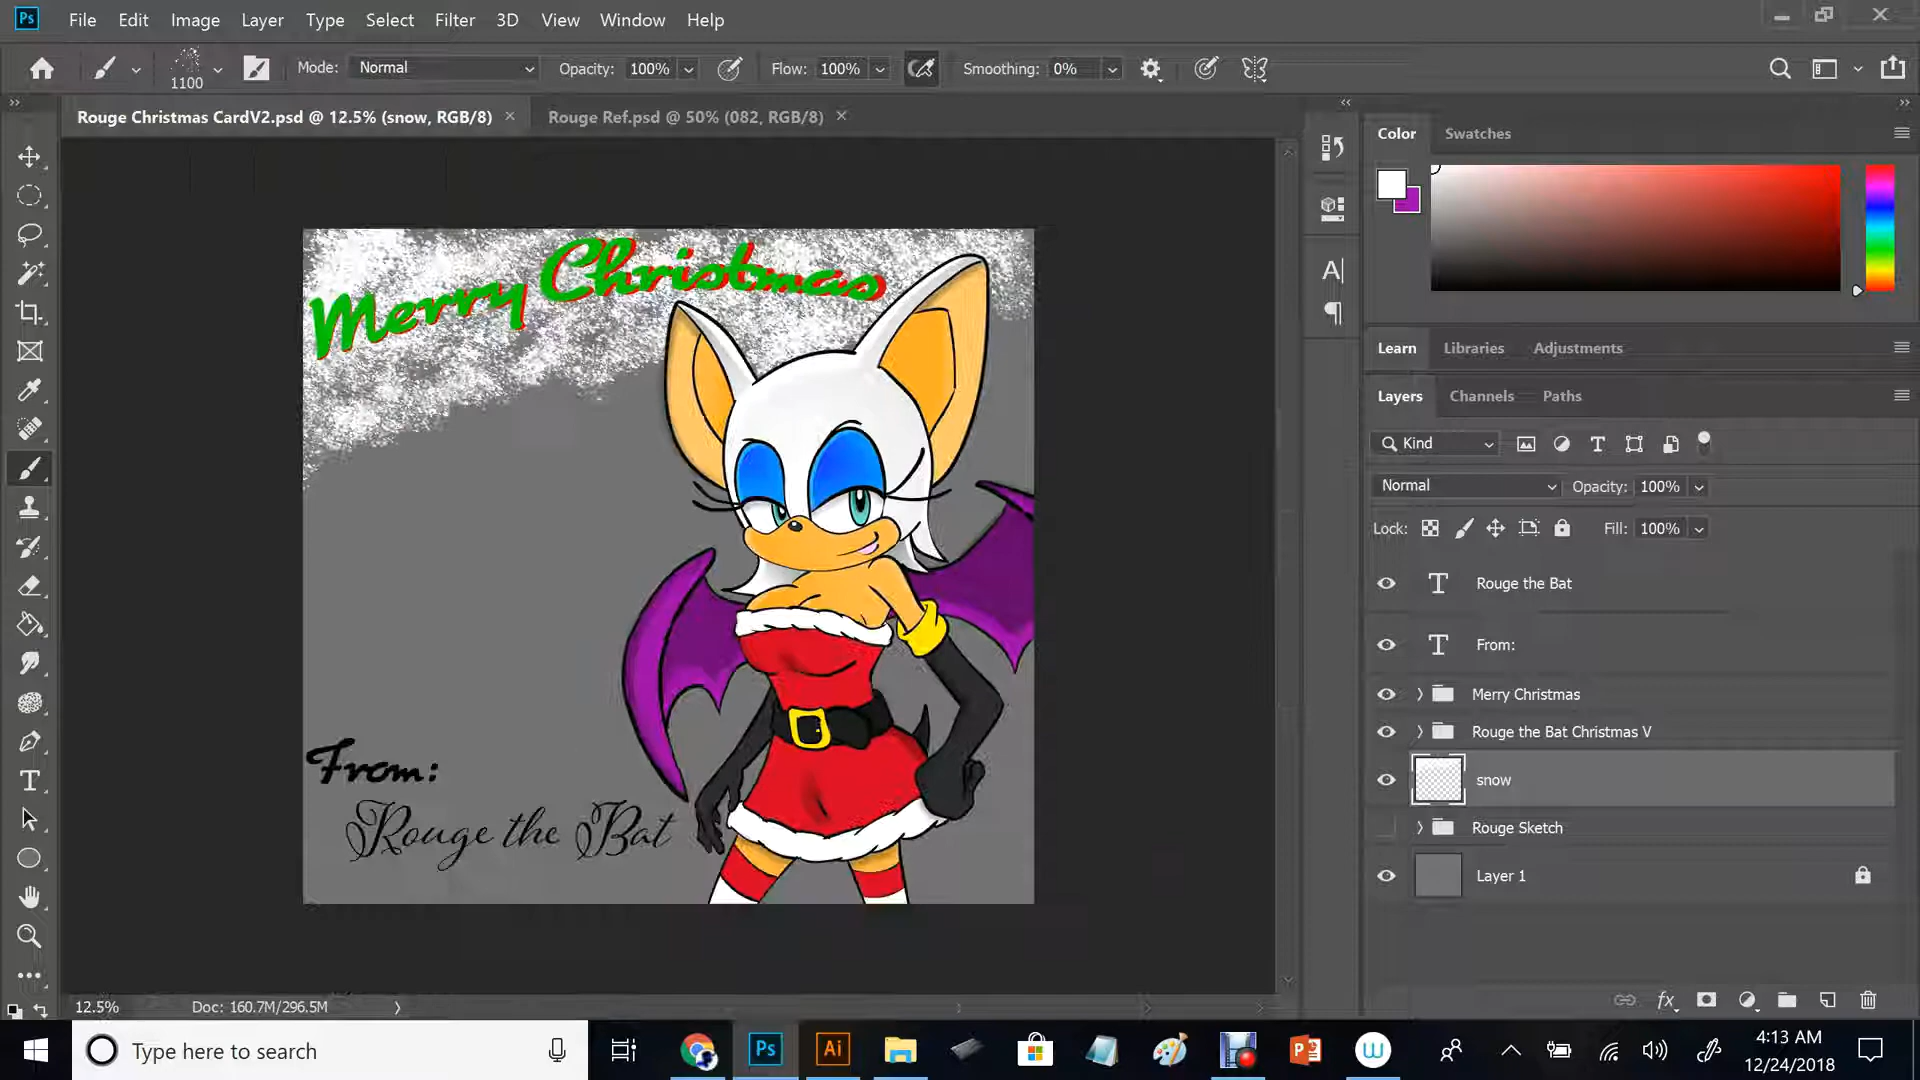 Ps File Edit Image Layer Type Select Filter 3D View Window Help
1100 Mode: Normal Opacity: 100% Flow: 100% Smoothing: 0%
Rouge Christmas CardV2.psd @ 12.5% (snow, RGB/8) × Rouge Ref.psd @ 50% (082, RGB/8) ×
Color Swatches
Merry Christmas
Learn Libraries Adjustments
Layers Channels Paths
Kind
Normal Opacity: 100%
Lock: Fill: 100%
Rouge the Bat
From:
Merry Christmas
Rouge the Bat Christmas V
snow
Rouge Sketch
Layer 1
From:
Rouge the Bat
12.5% Doc: 160.7M/296.5M
Type here to search
Ps
Ai
4:13 AM
12/24/2018